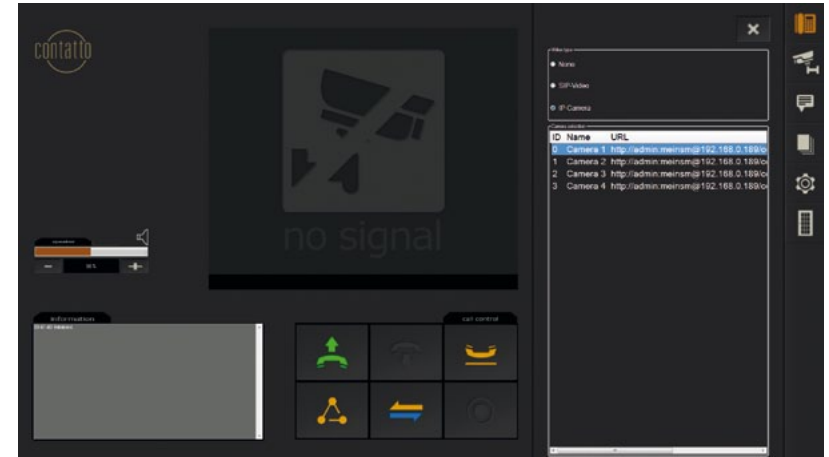 contatto
no signal
speaker
information
call control
None
SIP-Video
IP Camera
ID Name URL
0 Camera 1 http://admin:meinsm@192.168.0.189/o
1 Camera 2 http://admin:meinsm@192.168.0.189/o
2 Camera 3 http://admin:meinsm@192.168.0.189/o
3 Camera 4 http://admin:meinsm@192.168.0.189/o